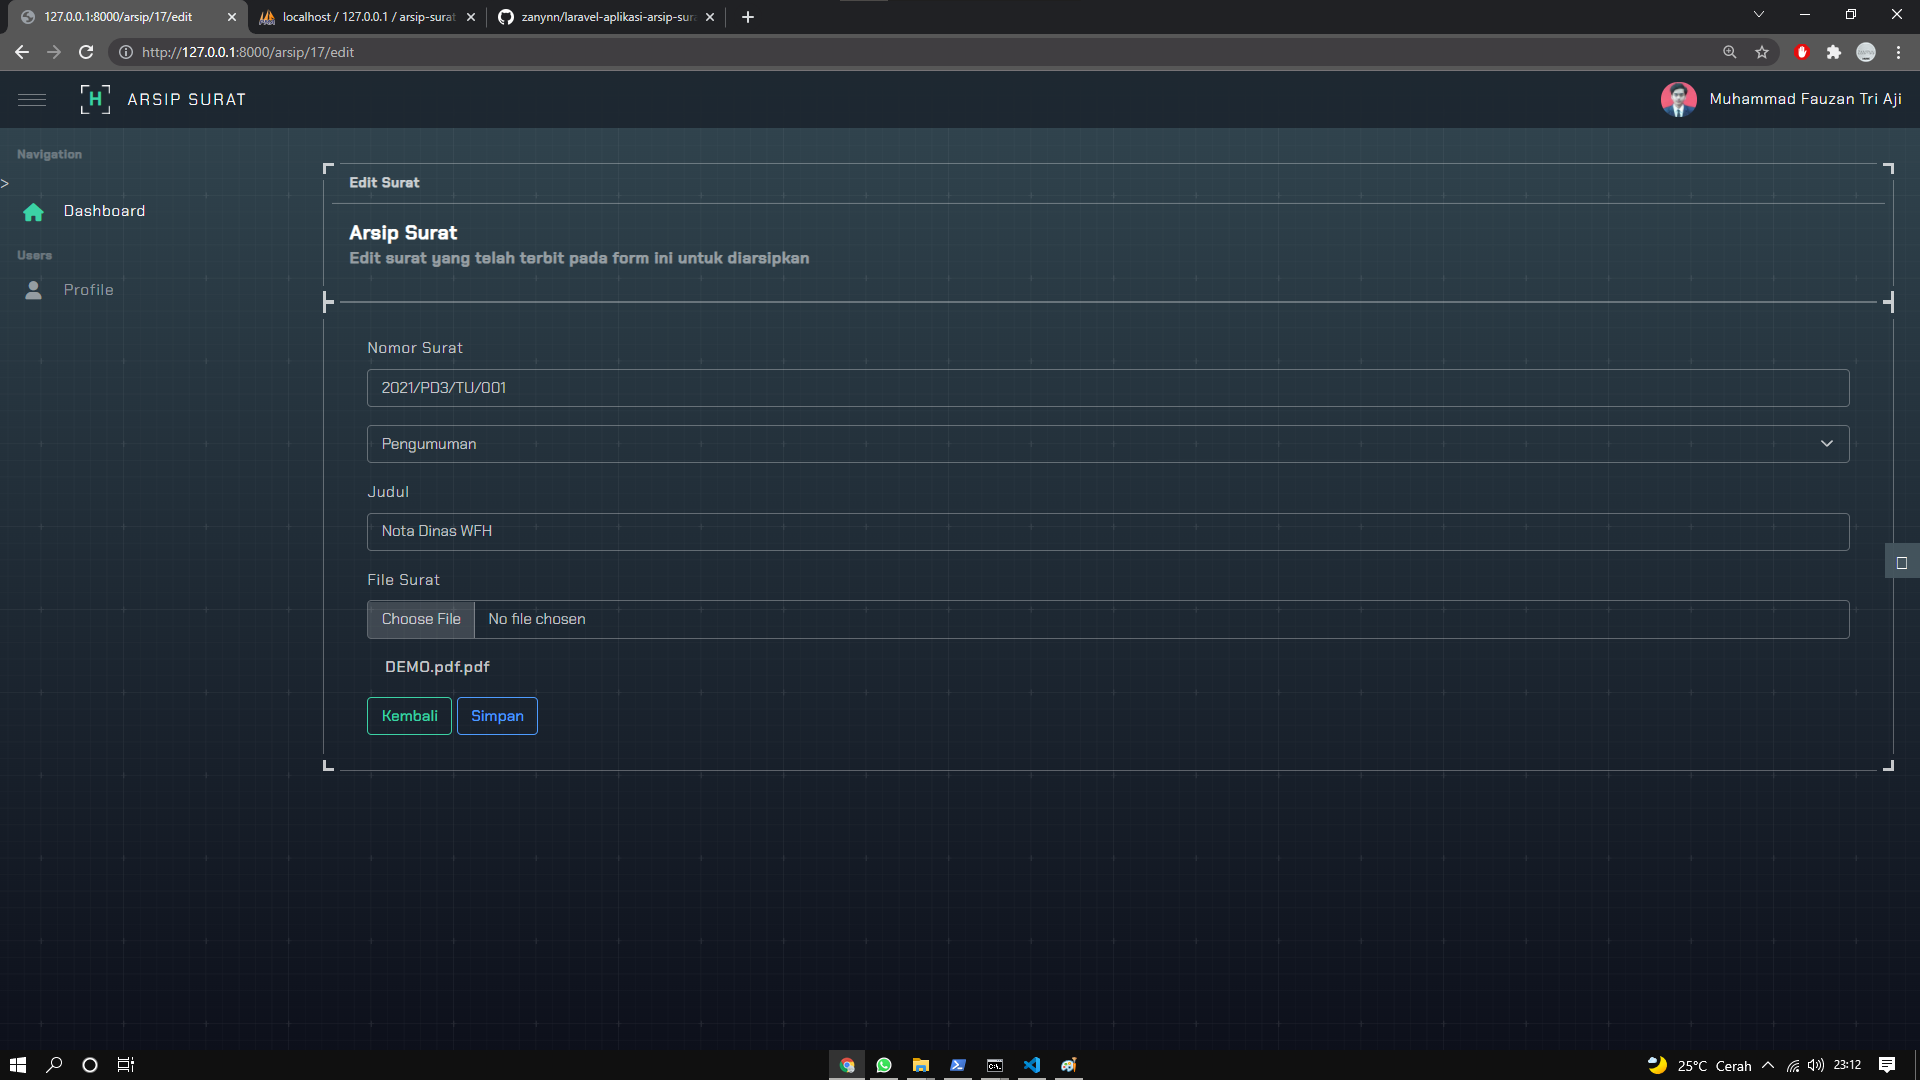 127.0.0.1:8000/arsip/17/edit
localhost / 127.0.0.1 / arsip-surat
zanynn/laravel-aplikasi-arsip-sur
http://127.0.0.1:8000/arsip/17/edit
H ARSIP SURAT
Muhammad Fauzan Tri Aji
Navigation
>
Dashboard
Users
Profile
Edit Surat
Arsip Surat
Edit surat yang telah terbit pada form ini untuk diarsipkan
Nomor Surat
2021/PD3/TU/001
Pengumuman
Judul
Nota Dinas WFH
File Surat
Choose File No file chosen
DEMO.pdf.pdf
Kembali Simpan
25°C Cerah 23:12